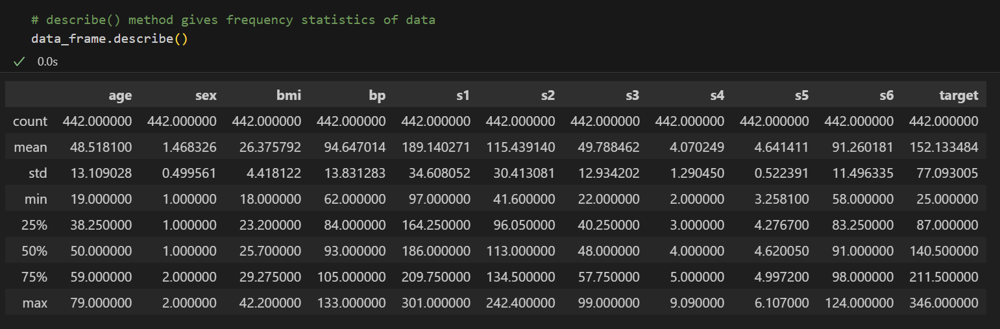 # describe() method gives frequency statistics of data
data_frame.describe()
0.0s
age sex bmi bp s1 s2 s3 s4 s5 s6 target
count 442.000000 442.000000 442.000000 442.000000 442.000000 442.000000 442.000000 442.000000 442.000000 442.000000 442.000000
mean 48.518100 1.468326 26.375792 94.647014 189.140271 115.439140 49.788462 4.070249 4.641411 91.260181 152.133484
std 13.109028 0.499561 4.418122 13.831283 34.608052 30.413081 12.934202 1.290450 0.522391 11.496335 77.093005
min 19.000000 1.000000 18.000000 62.000000 97.000000 41.600000 22.000000 2.000000 3.258100 58.000000 25.000000
25% 38.250000 1.000000 23.200000 84.000000 164.250000 96.050000 40.250000 3.000000 4.276700 83.250000 87.000000
50% 50.000000 1.000000 25.700000 93.000000 186.000000 113.000000 48.000000 4.000000 4.620050 91.000000 140.500000
75% 59.000000 2.000000 29.275000 105.000000 209.750000 134.500000 57.750000 5.000000 4.997200 98.000000 211.500000
max 79.000000 2.000000 42.200000 133.000000 301.000000 242.400000 99.000000 9.090000 6.107000 124.000000 346.000000